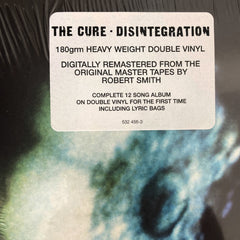 THE CURE · DISINTEGRATION
180grm HEAVY WEIGHT DOUBLE VINYL
DIGITALLY REMASTERED FROM THE
ORIGINAL MASTER TAPES BY
ROBERT SMITH
COMPLETE 12 SONG ALBUM
ON DOUBLE VINYL FOR THE FIRST TIME
INCLUDING LYRIC BAGS
532 456-3